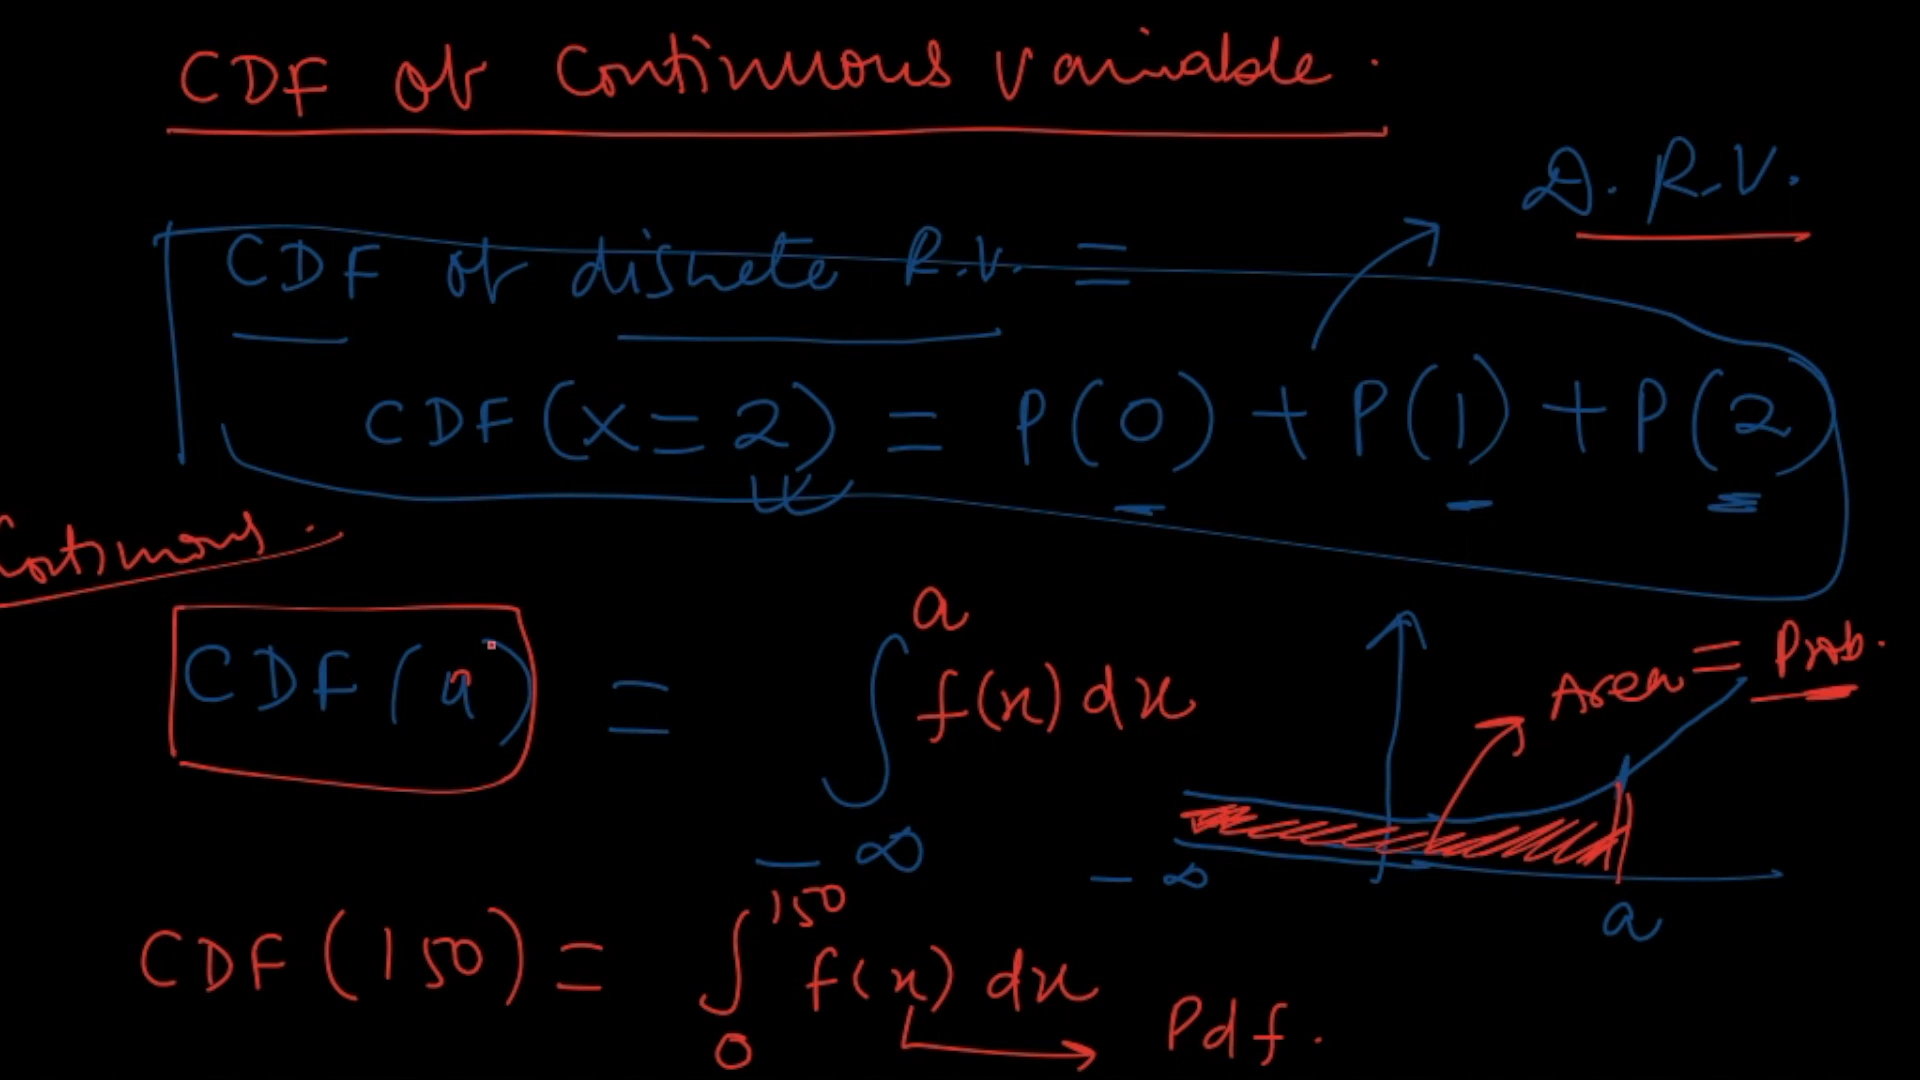 CDF of Continuous Variable.
D. R.V.
CDF of discrete R.V. =
CDF (x = 2) = P(0) + P(1) + P(2)
Continuous.
CDF (a) = ∫ a -∞ f(x) dx
Area = Prob.
- ∞
a
CDF (150) = ∫ 150 0 f(x) dx
Pdf.